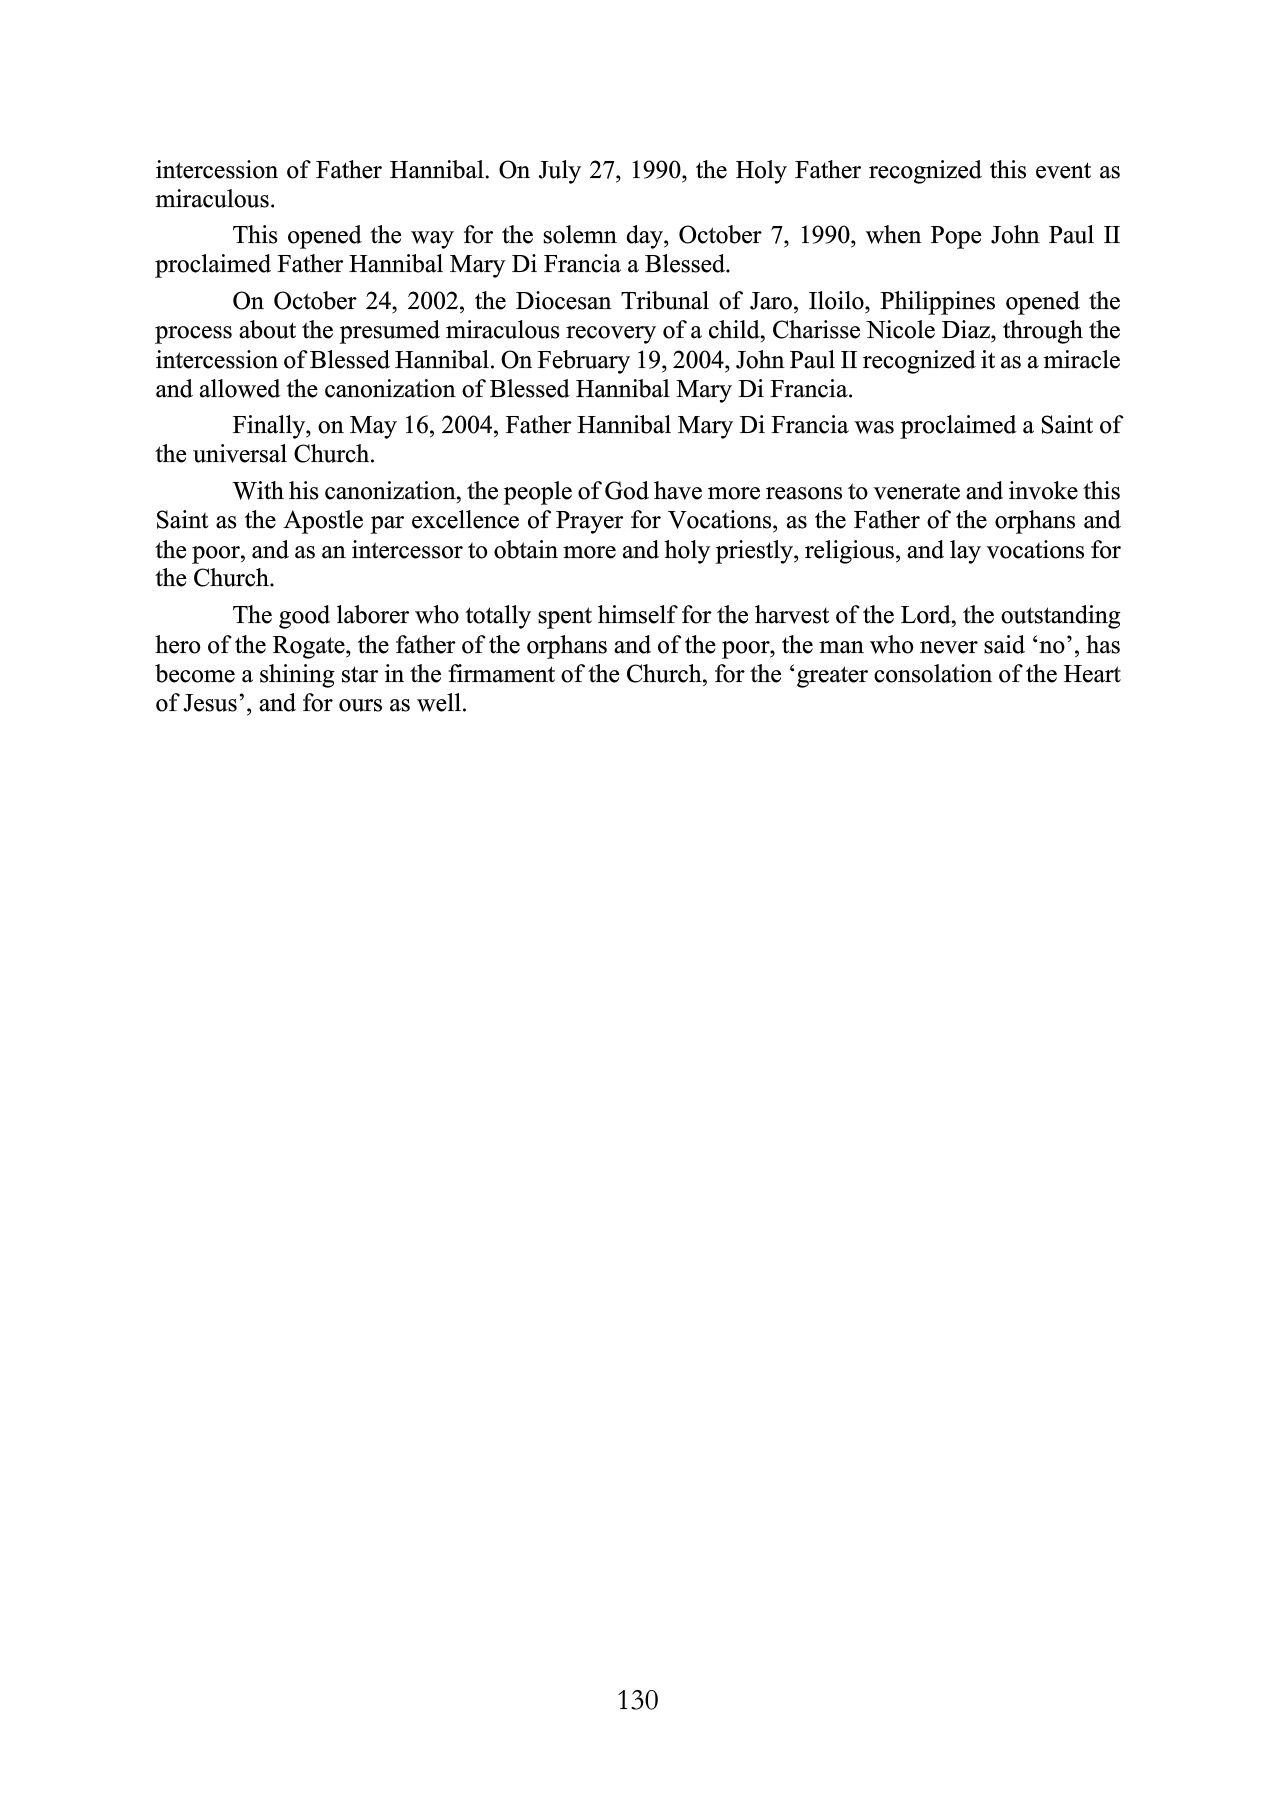 intercession of Father Hannibal. On July 27, 1990, the Holy Father recognized this event as
miraculous.
This opened the way for the solemn day, October 7, 1990, when Pope John Paul II
proclaimed Father Hannibal Mary Di Francia a Blessed.
On October 24, 2002, the Diocesan Tribunal of Jaro, Iloilo, Philippines opened the
process about the presumed miraculous recovery of a child, Charisse Nicole Diaz, through the
intercession of Blessed Hannibal. On February 19, 2004, John Paul II recognized it as a miracle
and allowed the canonization of Blessed Hannibal Mary Di Francia.
Finally, on May 16, 2004, Father Hannibal Mary Di Francia was proclaimed a Saint of
the universal Church.
With his canonization, the people of God have more reasons to venerate and invoke this
Saint as the Apostle par excellence of Prayer for Vocations, as the Father of the orphans and
the poor, and as an intercessor to obtain more and holy priestly, religious, and lay vocations for
the Church.
The good laborer who totally spent himself for the harvest of the Lord, the outstanding
hero of the Rogate, the father of the orphans and of the poor, the man who never said ‘no’, has
become a shining star in the firmament of the Church, for the ‘greater consolation of the Heart
of Jesus’, and for ours as well.
130